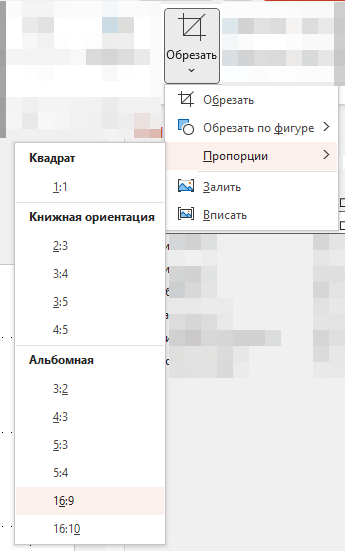 Обрезать
Обрезать
Обрезать по фигуре
Пропорции
Залить
Вписать
Квадрат
1:1
Книжная ориентация
2:3
3:4
3:5
4:5
Альбомная
3:2
4:3
5:3
5:4
16:9
16:10